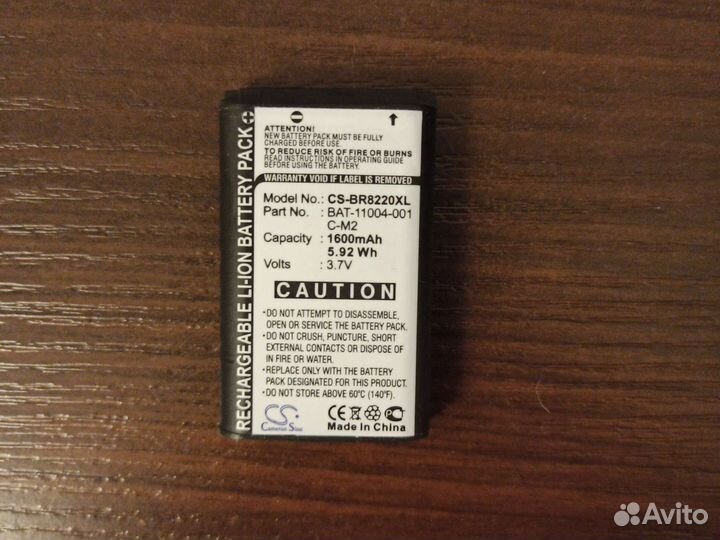 RECHARGEABLE LI-ION BATTERY PACK
ATTENTION!
NEW BATTERY PACK MUST BE FULLY
CHARGED BEFORE USING.
TO REDUCE RISK OF FIRE OR BURNS
READ INSTRUCTIONS IN OPERATING GUIDE
BEFORE USING BATTERY.
WARRANTY VOID IF LABEL IS REMOVED
Model No.: CS-BR8220XL
Part No. : BAT-11004-001
C-M2
Capacity : 1600mAh
5.92 Wh
Volts : 3.7V
CAUTION
•DO NOT ATTEMPT TO DISASSEMBLE,
OPEN OR SERVICE THE BATTERY PACK.
•DO NOT CRUSH, PUNCTURE, SHORT
EXTERNAL CONTACTS OR DISPOSE OF
IN FIRE OR WATER.
•REPLACE ONLY WITH THE BATTERY
PACK DESIGNATED FOR THIS
•DO NOT STORE ABOVE 60°C (140°F).
CS
Cameron Sino
CE
Made In China
Avito